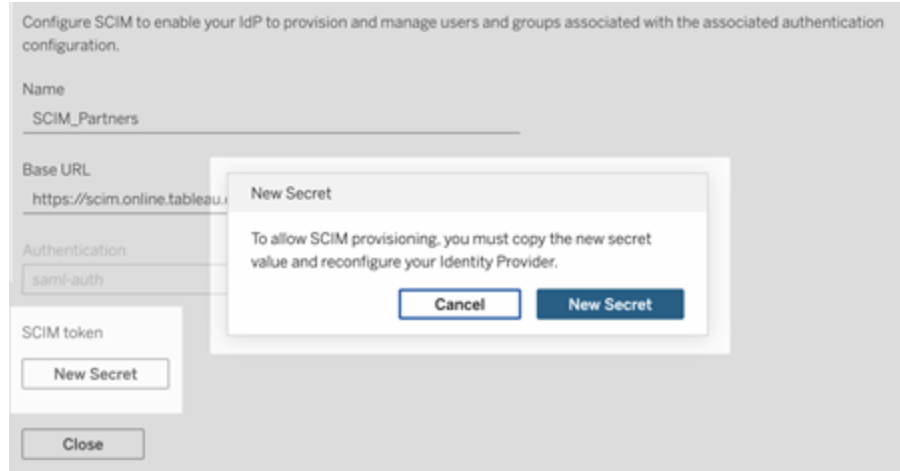 Configure SCIM to enable your IdP to provision and manage users and groups associated with the associated authentication
configuration.
Name
SCIM_Partners
Base URL
https://scim.online.tableau.
New Secret
To allow SCIM provisioning, you must copy the new secret
value and reconfigure your Identity Provider.
Cancel
New Secret
Authentication
saml-auth
SCIM token
New Secret
Close